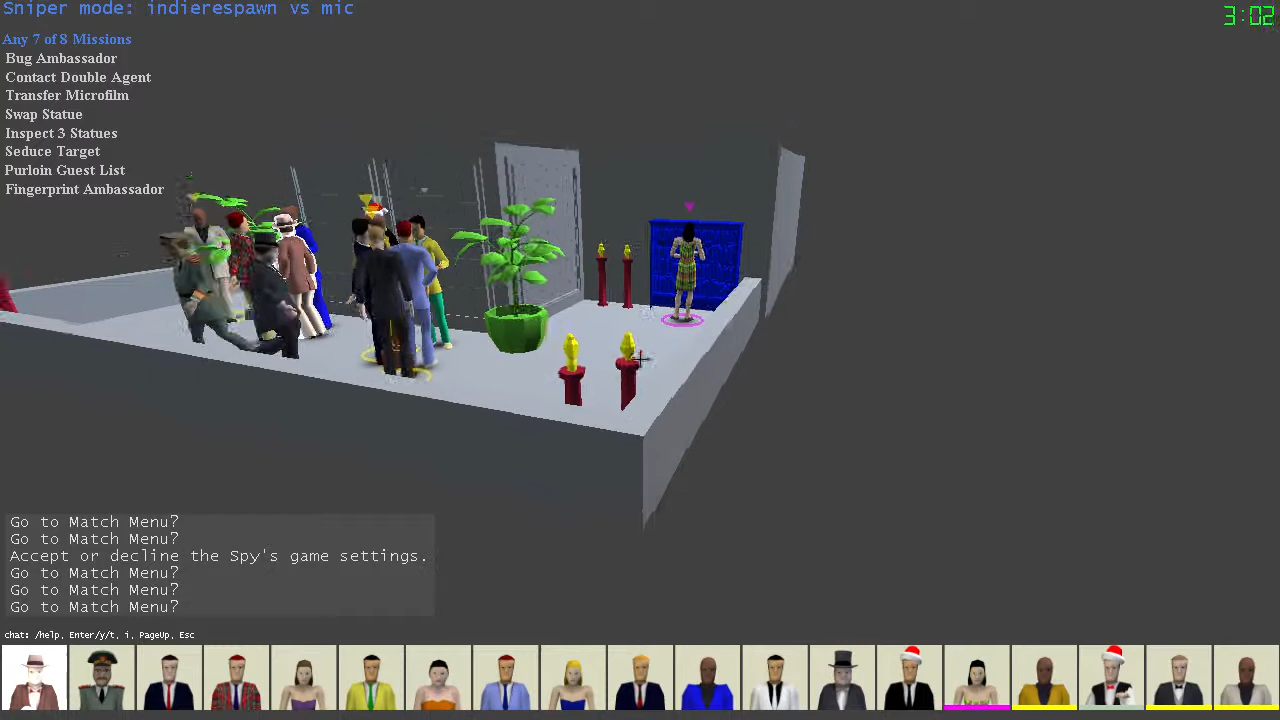 Sniper mode: indierespawn vs mic
3:02
Any 7 of 8 Missions
Bug Ambassador
Contact Double Agent
Transfer Microfilm
Swap Statue
Inspect 3 Statues
Seduce Target
Purloin Guest List
Fingerprint Ambassador
Go to Match Menu?
Go to Match Menu?
Accept or decline the Spy's game settings.
Go to Match Menu?
Go to Match Menu?
Go to Match Menu?
chat: /help, Enter/y/t, i, PageUp, Esc